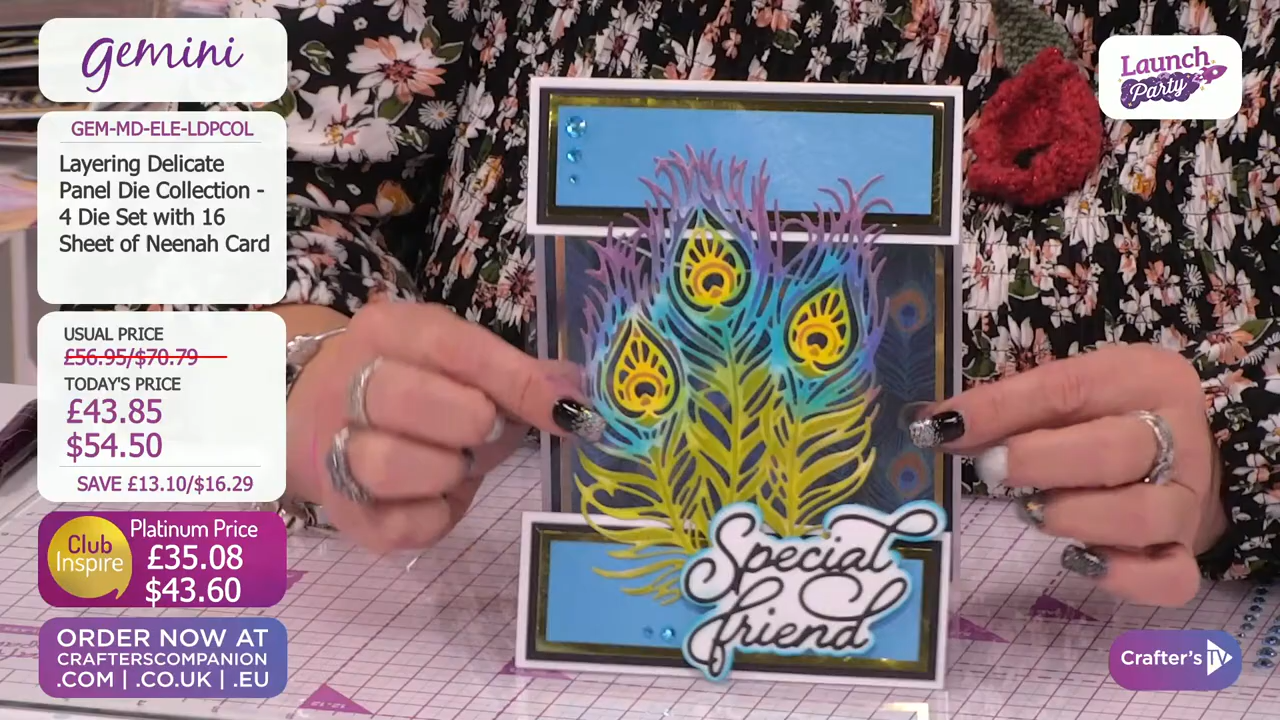 gemini
GEM-MD-ELE-LDPCOL
Layering Delicate
Panel Die Collection -
4 Die Set with 16
Sheet of Neenah Card
USUAL PRICE
£56.95/$70.79
TODAY'S PRICE
£43.85
$54.50
SAVE £13.10/$16.29
Club
Inspire
Platinum Price
£35.08
$43.60
ORDER NOW AT
CRAFTERSCOMPANION
.COM | .CO.UK | .EU
Launch
Party
Special
friend
Crafter's TV